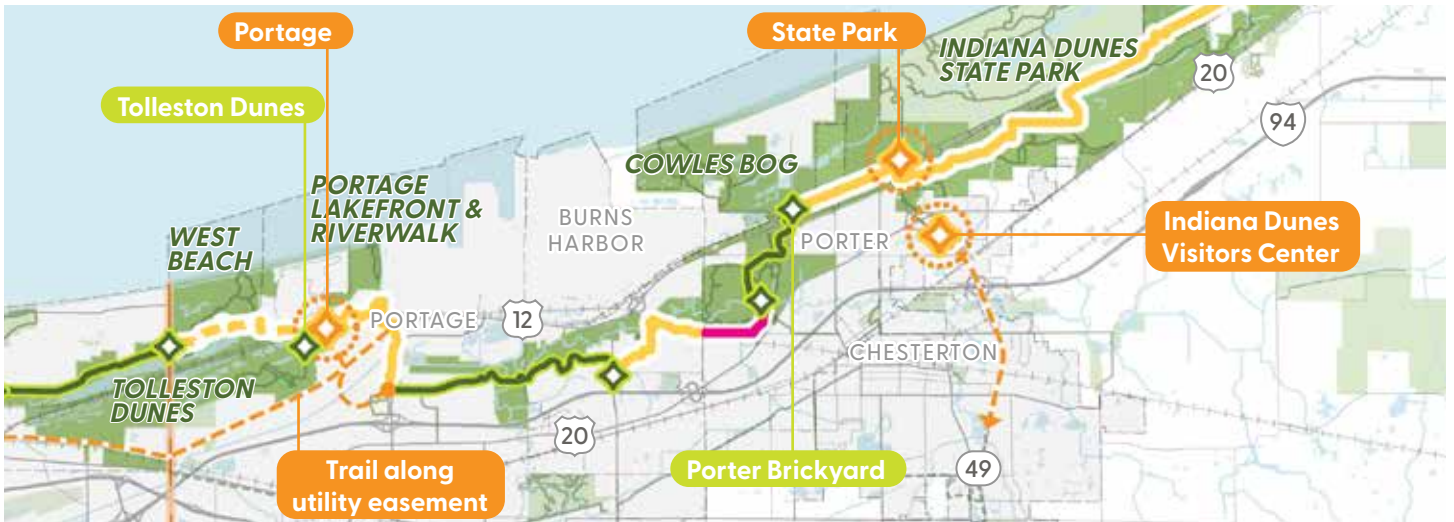 Portage
State Park
INDIANA DUNES
STATE PARK
20
Tolleston Dunes
94
COWLES BOG
PORTAGE
LAKEFRONT &
RIVERWALK
BURNS
HARBOR
WEST
BEACH
PORTER
Indiana Dunes
Visitors Center
PORTAGE
12
CHESTERTON
TOLLESTON
DUNES
20
Trail along
utility easement
Porter Brickyard
49